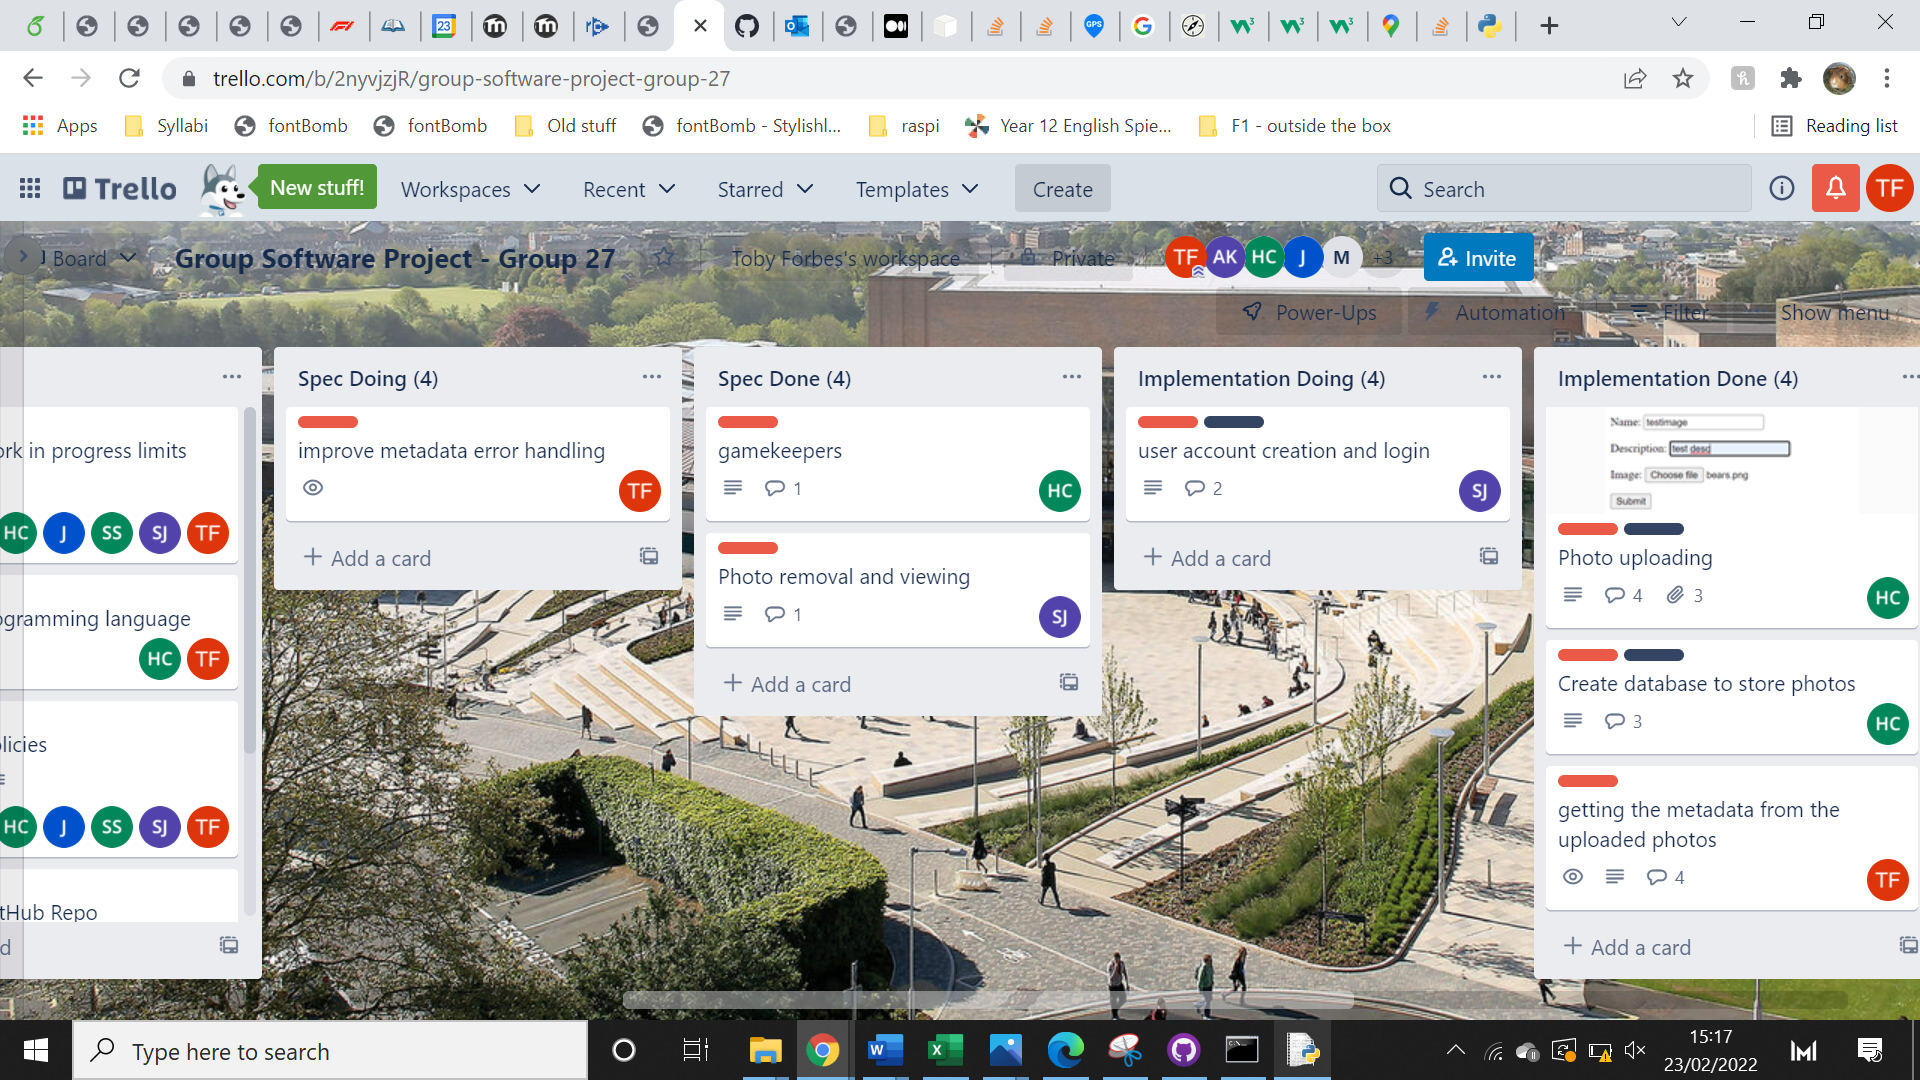 trello.com/b/2nyvjzjR/group-software-project-group-27
Apps
Syllabi
fontBomb
fontBomb
Old stuff
fontBomb - Stylishl...
raspi
Year 12 English Spie...
F1 - outside the box
Reading list
Trello
New stuff!
Workspaces
Recent
Starred
Templates
Create
Search
TF
Board
Group Software Project - Group 27
Toby Forbes's workspace
Private
TF
AK
HC
J
M
+3
Invite
Power-Ups
Automation
Filter
Show menu
rk in progress limits
HC
J
SS
SJ
TF
ogramming language
HC
TF
licies
HC
J
SS
SJ
TF
tHub Repo
d
Spec Doing (4)
improve metadata error handling
TF
+ Add a card
Spec Done (4)
gamekeepers
1
HC
Photo removal and viewing
1
SJ
+ Add a card
Implementation Doing (4)
user account creation and login
2
SJ
+ Add a card
Implementation Done (4)
Name: testimage
Description: test desc
Image: Choose file bears.png
Submit
Photo uploading
4
3
HC
Create database to store photos
3
HC
getting the metadata from the
uploaded photos
4
TF
+ Add a card
Type here to search
15:17
23/02/2022